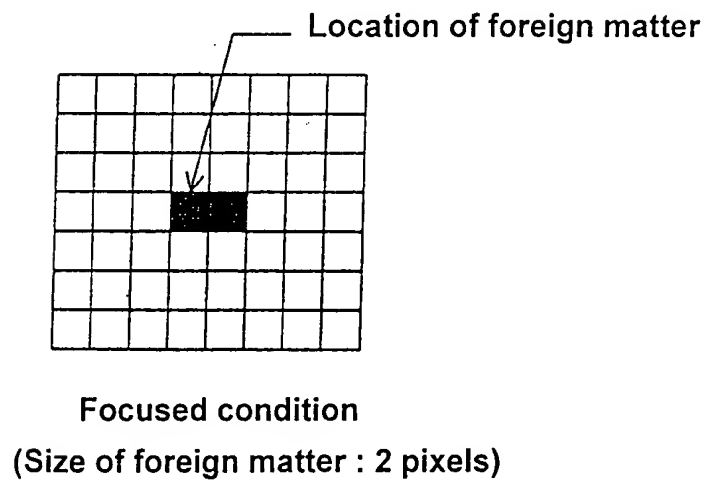 Location of foreign matter
Focused condition
(Size of foreign matter : 2 pixels)